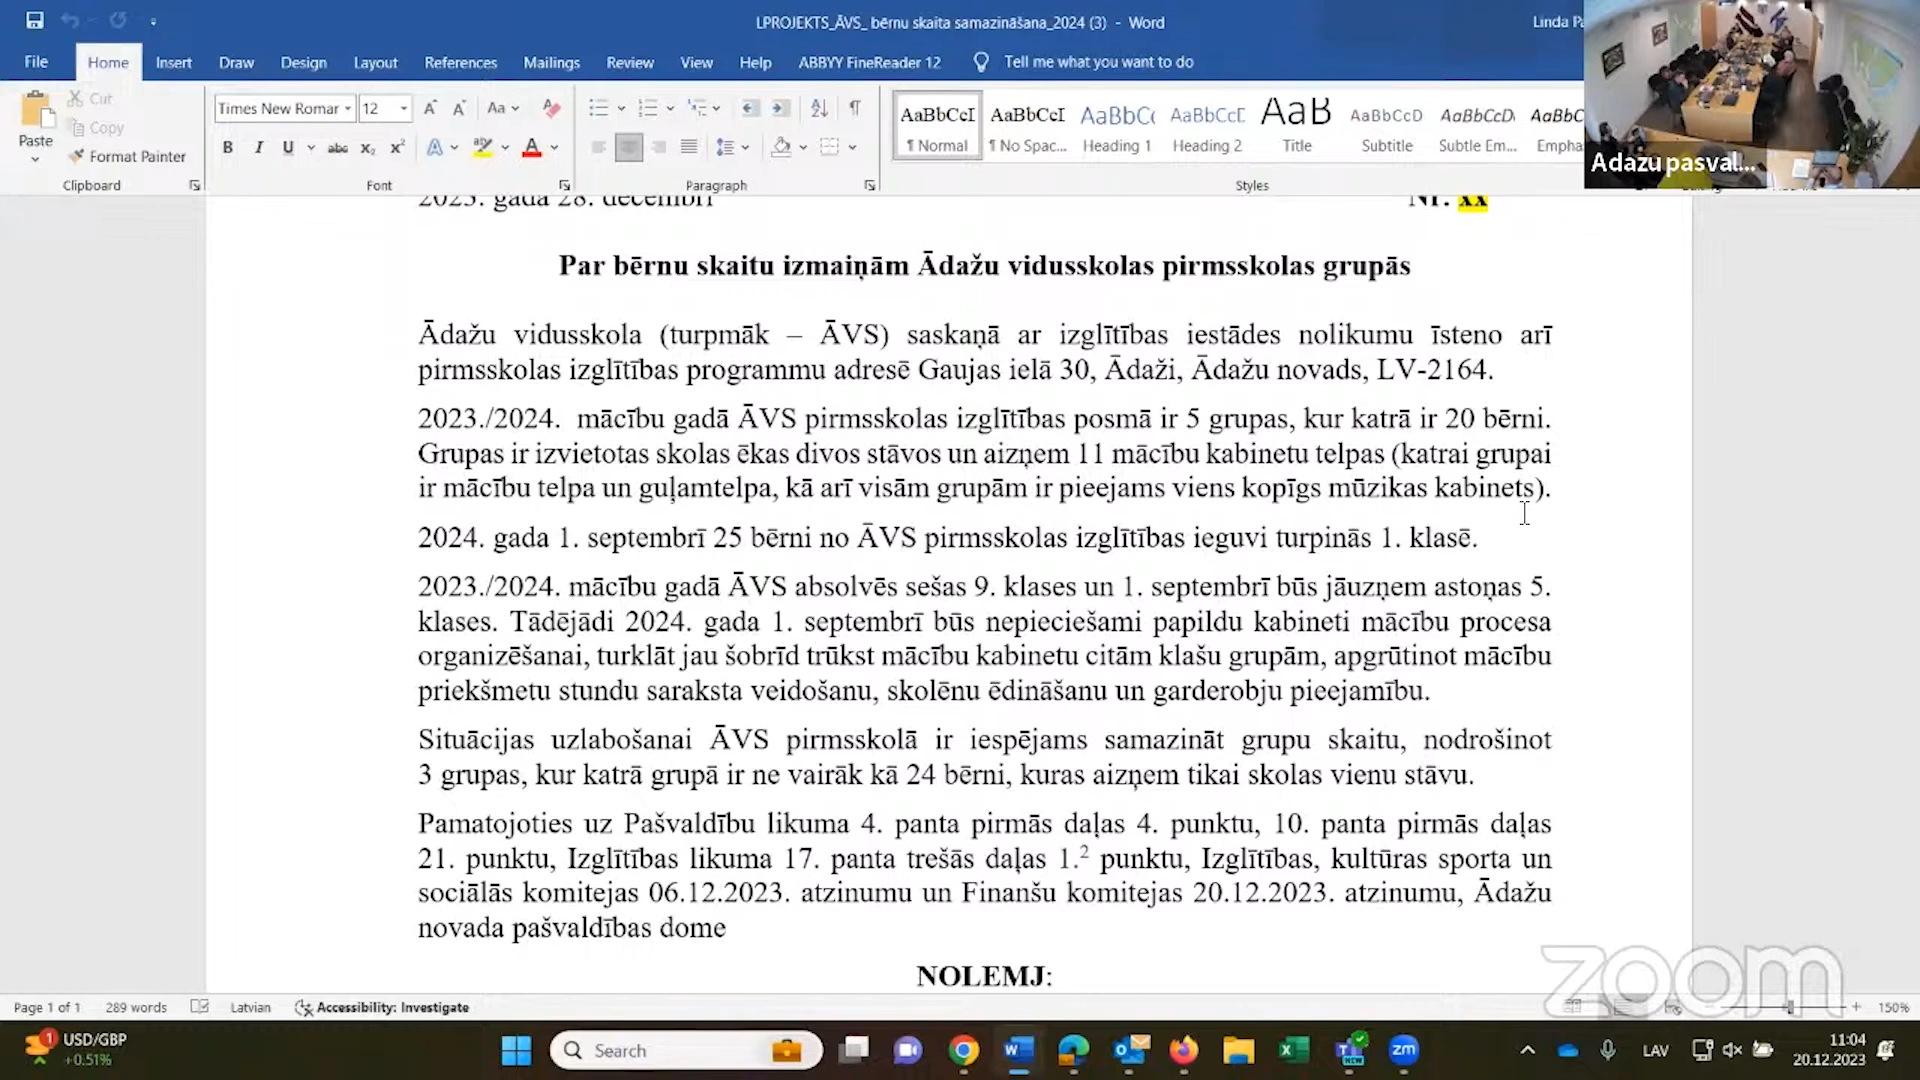 LPROJEKTS_ĀVS_ bērnu skaita samazināšana_2024 (3) - Word
Linda
File Home Insert Draw Design Layout References Mailings Review View Help ABBYY FineReader 12 Tell me what you want to do
Cut
Copy
Paste
Format Painter
Clipboard
Times New Romar 12
Font
Paragraph
AaBbCcI AaBbCcI AaBbC( AaBbCcE AaB AaBbCcD AaBbCcD AaBbC
¶ Normal ¶ No Spac... Heading 1 Heading 2 Title Subtitle Subtle Em... Empha
Styles
Adazu pasval...
2023. gada 28. decembrī Nr. xx
Par bērnu skaitu izmaiņām Ādažu vidusskolas pirmsskolas grupās
Ādažu vidusskola (turpmāk – ĀVS) saskaņā ar izglītības iestādes nolikumu īsteno arī
pirmsskolas izglītības programmu adresē Gaujas ielā 30, Ādaži, Ādažu novads, LV-2164.
2023./2024. mācību gadā ĀVS pirmsskolas izglītības posmā ir 5 grupas, kur katrā ir 20 bērni.
Grupas ir izvietotas skolas ēkas divos stāvos un aizņem 11 mācību kabinetu telpas (katrai grupai
ir mācību telpa un guļamtelpa, kā arī visām grupām ir pieejams viens kopīgs mūzikas kabinets).
2024. gada 1. septembrī 25 bērni no ĀVS pirmsskolas izglītības ieguvi turpinās 1. klasē.
2023./2024. mācību gadā ĀVS absolvēs sešas 9. klases un 1. septembrī būs jāuzņem astoņas 5.
klases. Tādējādi 2024. gada 1. septembrī būs nepieciešami papildu kabineti mācību procesa
organizēšanai, turklāt jau šobrīd trūkst mācību kabinetu citām klašu grupām, apgrūtinot mācību
priekšmetu stundu saraksta veidošanu, skolēnu ēdināšanu un garderobju pieejamību.
Situācijas uzlabošanai ĀVS pirmsskolā ir iespējams samazināt grupu skaitu, nodrošinot
3 grupas, kur katrā grupā ir ne vairāk kā 24 bērni, kuras aizņem tikai skolas vienu stāvu.
Pamatojoties uz Pašvaldību likuma 4. panta pirmās daļas 4. punktu, 10. panta pirmās daļas
21. punktu, Izglītības likuma 17. panta trešās daļas 1.² punktu, Izglītības, kultūras sporta un
sociālās komitejas 06.12.2023. atzinumu un Finanšu komitejas 20.12.2023. atzinumu, Ādažu
novada pašvaldības dome
NOLEMJ:
zoom
Page 1 of 1 289 words Latvian Accessibility: Investigate 150%
USD/GBP
+0.51%
Search
LAV
11:04
20.12.2023